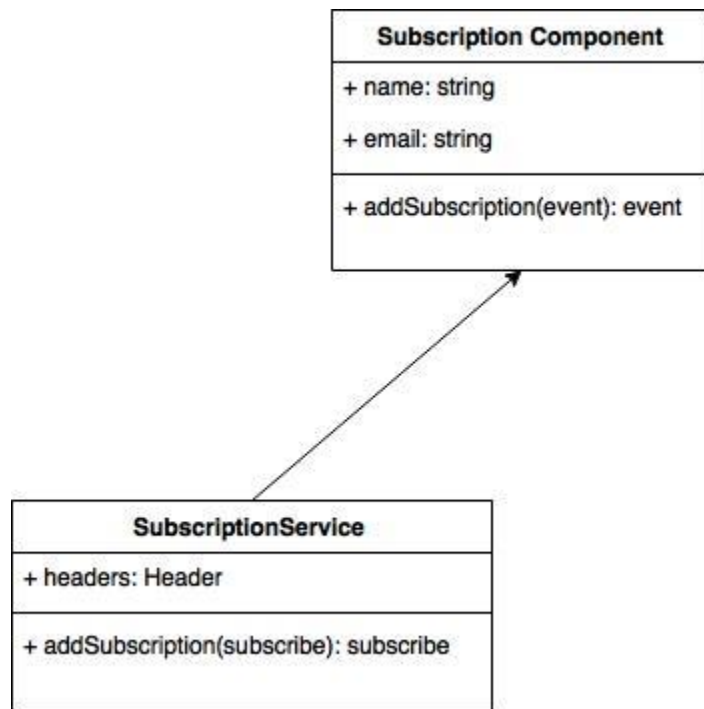 Subscription Component
+ name: string
+ email: string
+ addSubscription(event): event
SubscriptionService
+ headers: Header
+ addSubscription(subscribe): subscribe